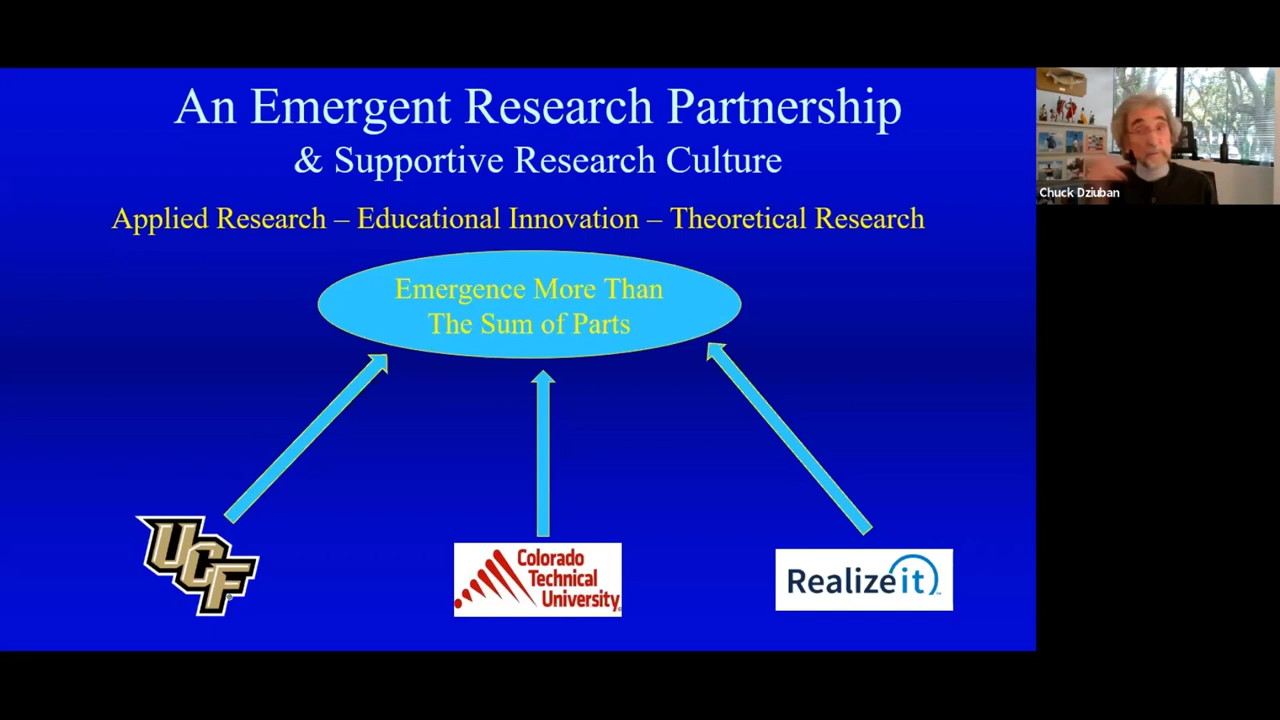 An Emergent Research Partnership
& Supportive Research Culture
Applied Research – Educational Innovation – Theoretical Research
Emergence More Than
The Sum of Parts
UCF
Colorado
Technical
University
Realizeit
Chuck Dziuban